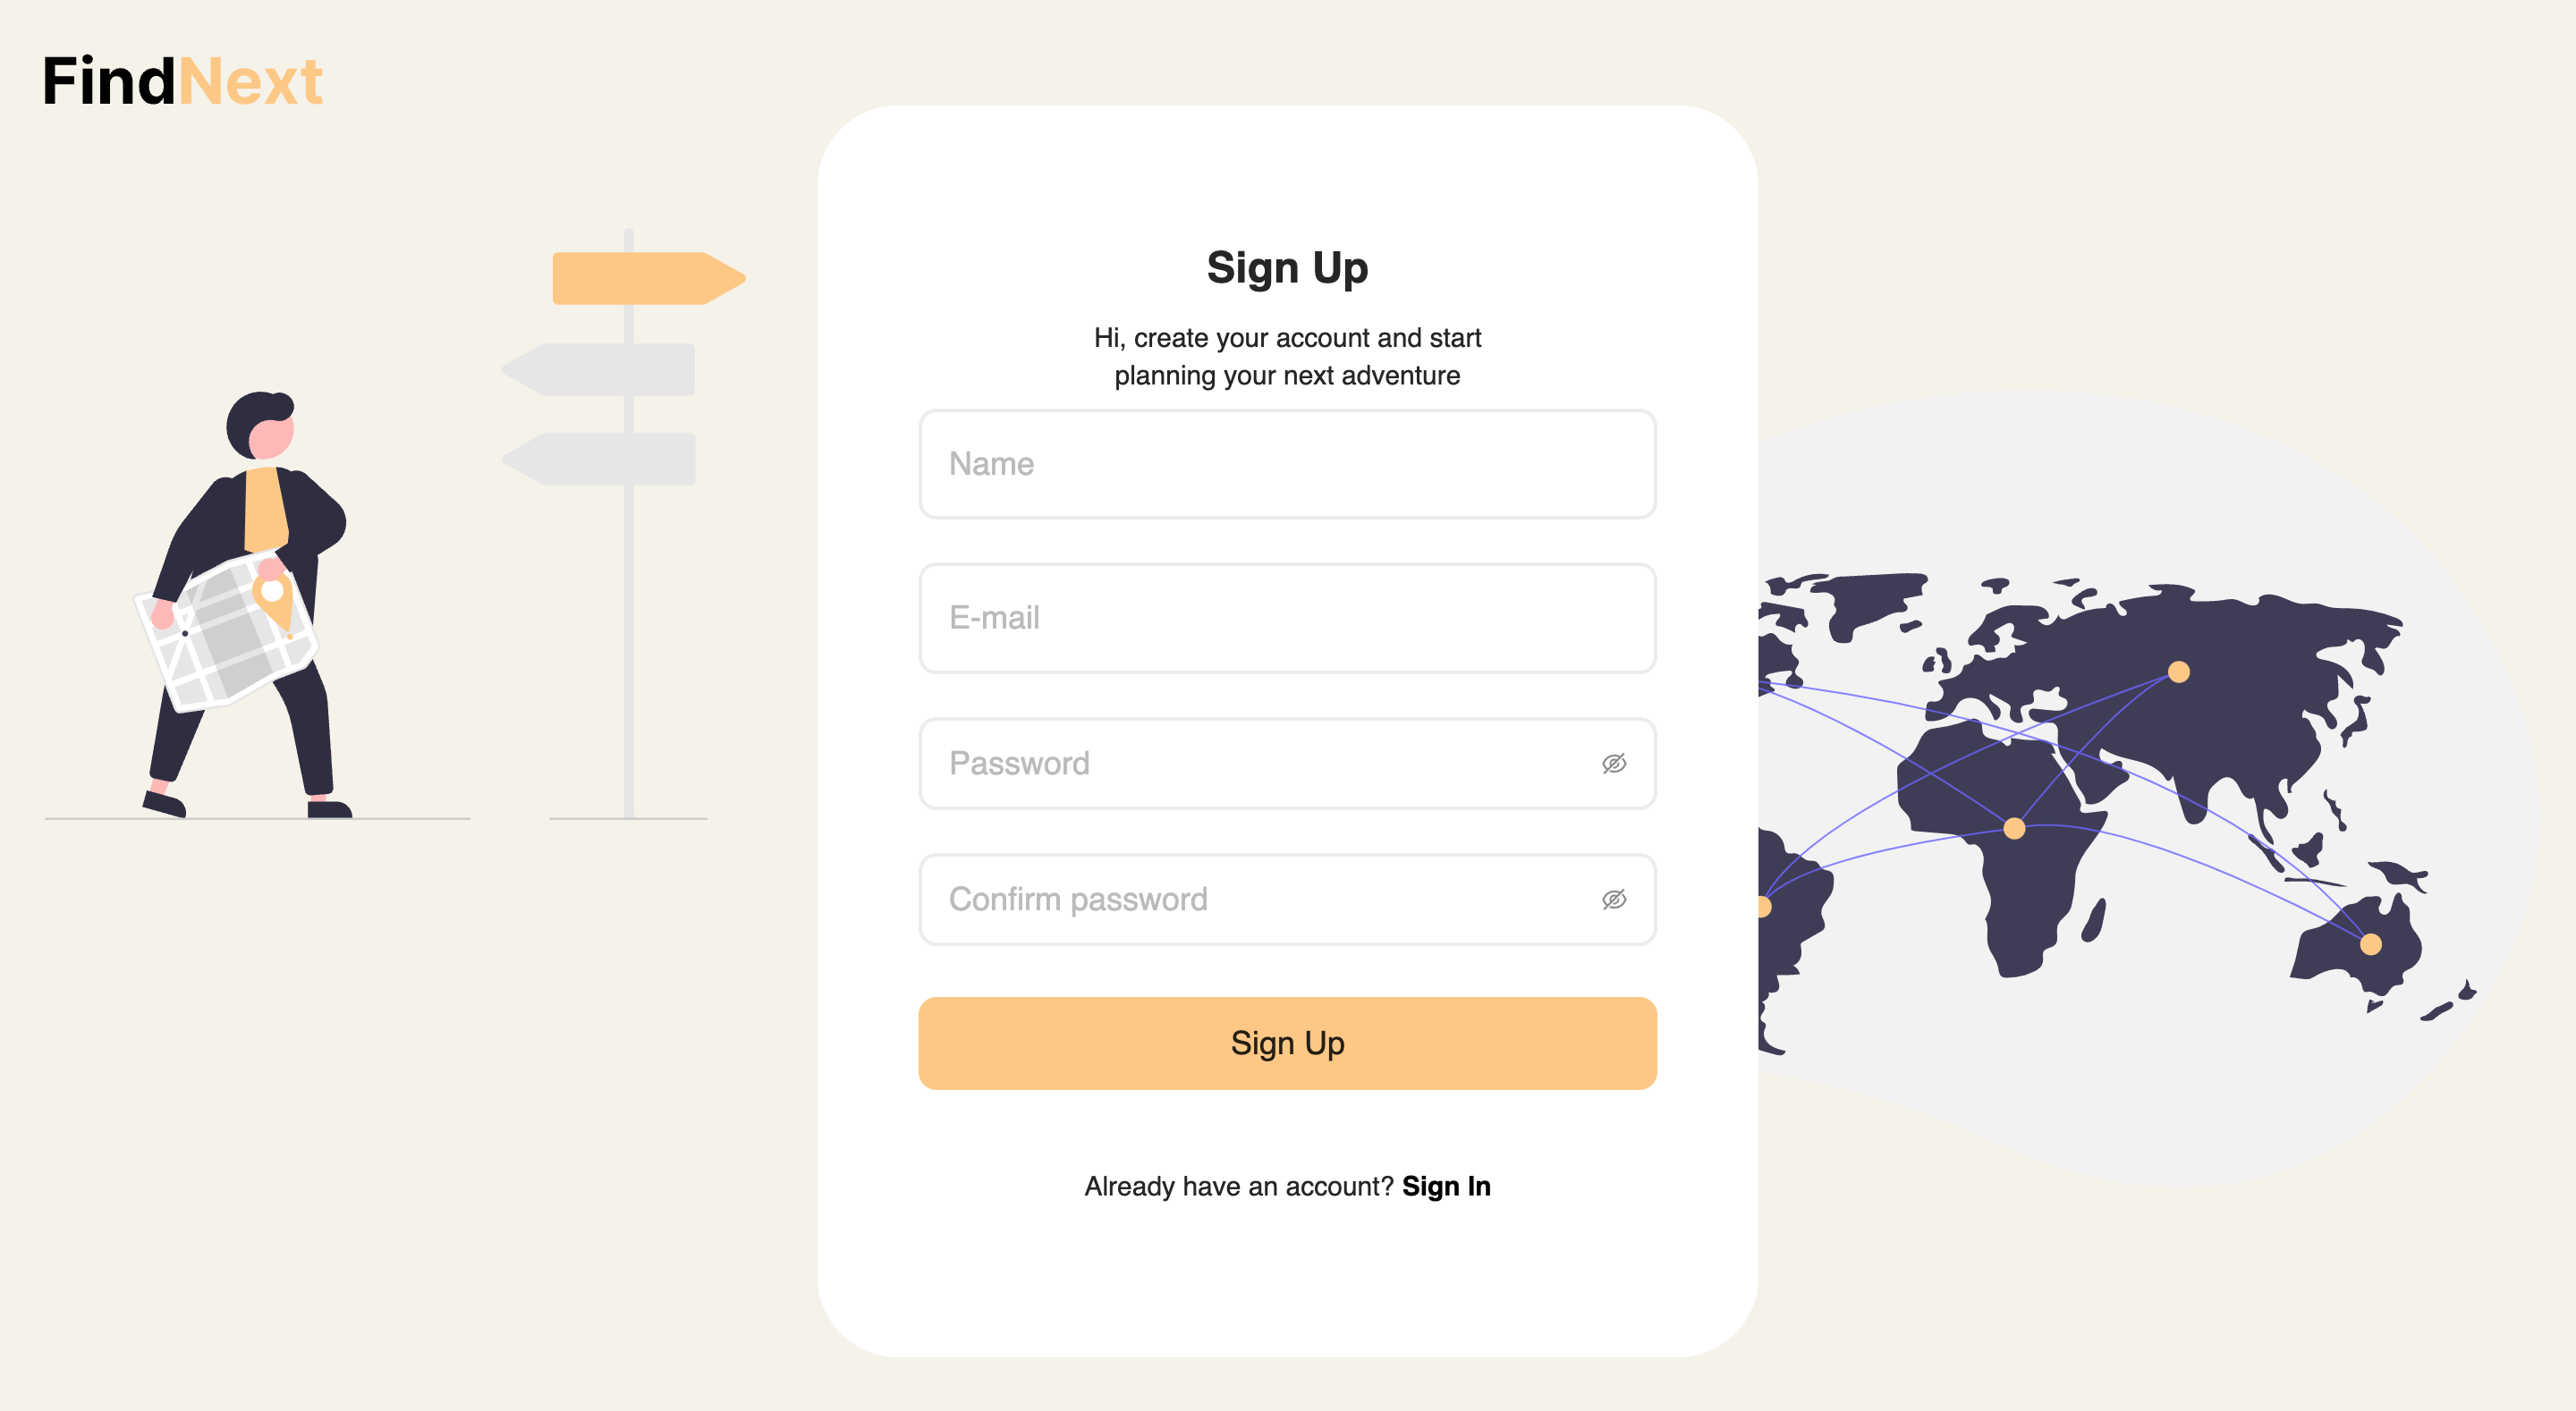 FindNext
Sign Up
Hi, create your account and start
planning your next adventure
Name
E-mail
Password
Confirm password
Sign Up
Already have an account? Sign In